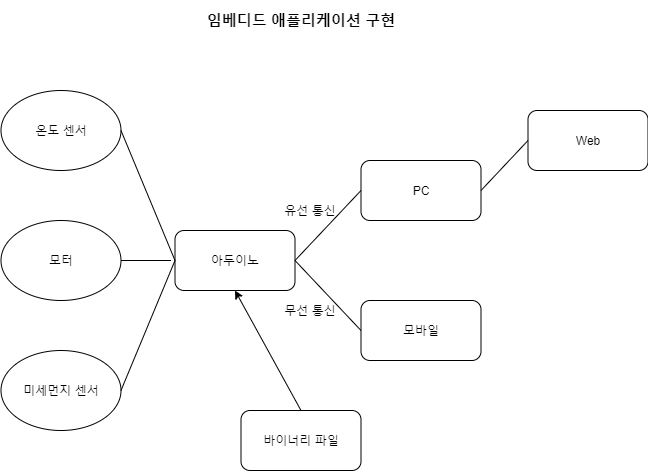 임베디드 애플리케이션 구현
온도 센서
Web
PC
유선 통신
모터
아두이노
무선 통신
모바일
미세먼지 센서
바이너리 파일